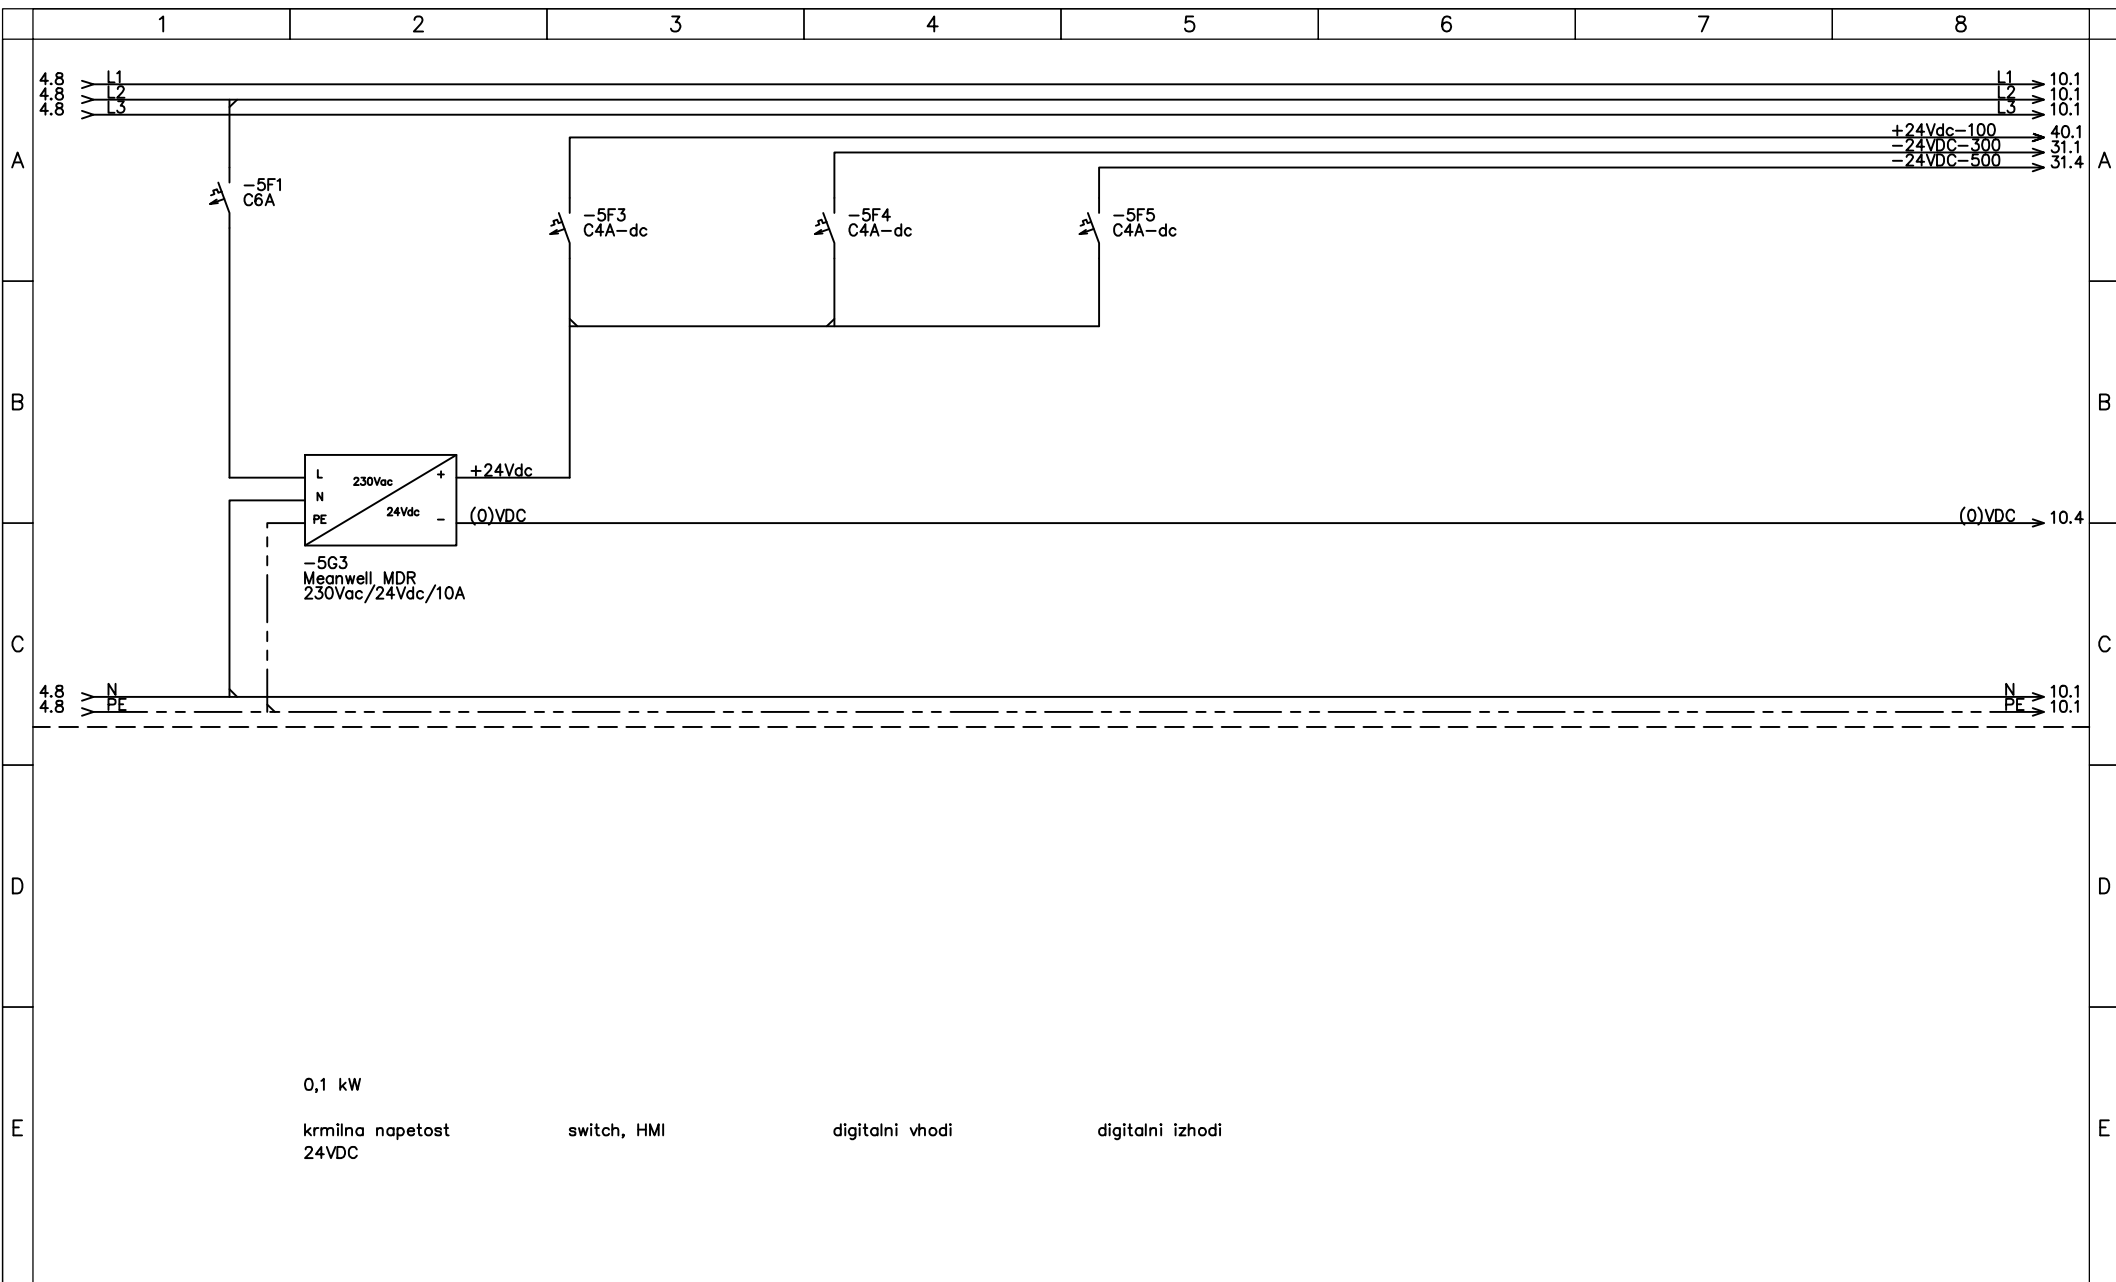 1 2 3 4 5 6 7 8
4.8 L1 L1 10.1
4.8 L2 L2 10.1
4.8 L3 L3 10.1
+24Vdc-100 40.1
-24VDC-300 31.1
-24VDC-500 31.4
A A
-5F1
C6A
-5F3
C4A-dc
-5F4
C4A-dc
-5F5
C4A-dc
B B
L 230Vac + +24Vdc
N
PE 24Vdc - (0)VDC (0)VDC 10.4
-5G3
Meanwell MDR
230Vac/24Vdc/10A
C C
4.8 N N 10.1
4.8 PE PE 10.1
D D
0,1 kW
E E
krmilna napetost
24VDC
switch, HMI
digitalni vhodi
digitalni izhodi